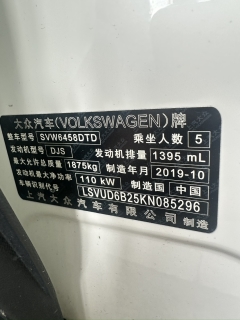 大众汽车(VOLKSWAGEN)牌
整车型号 SVW6458DTD 乘坐人数 5
发动机型号 DJS 发动机排量 1395 mL
最大允许总质量 1875kg 制造年月 2019-10
发动机最大净功率 110 kW 制造国 中国
车辆识别代号 LSVUD6B25KN085296
上汽大众汽车有限公司制造